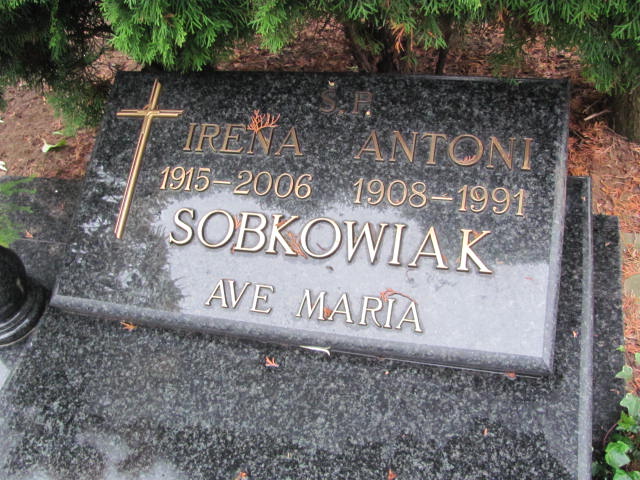 Ś.P.
IRENA ANTONI
1915-2006 1908-1991
SOBKOWIAK
AVE MARIA